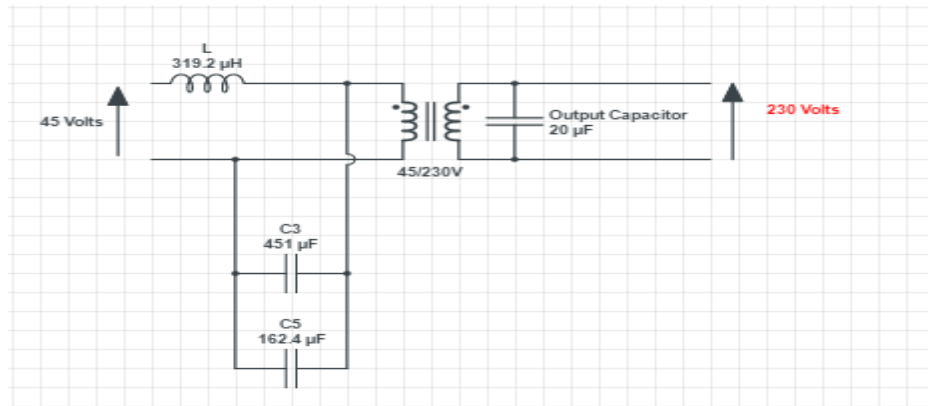 L
319.2 µH
45 Volts
Output Capacitor
20 µF
230 Volts
45/230V
C3
451 µF
C5
162.4 µF